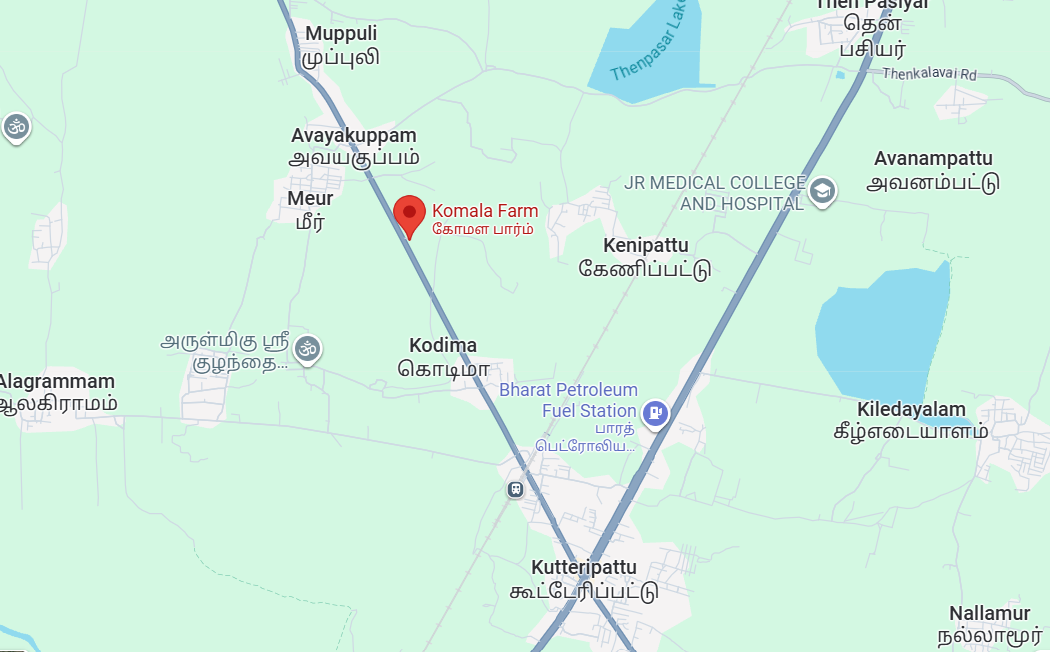 Then Pasiyar
தென்
பசியர்
Muppuli
முப்புலி
Thenpasar Lake
Thenkalavai Rd
Avayakuppam
அவயகுப்பம்
Avanampattu
அவனம்பட்டு
JR MEDICAL COLLEGE
AND HOSPITAL
Meur
மீர்
Komala Farm
கோமள பார்ம்
Kenipattu
கேணிப்பட்டு
அருள்மிகு ஸ்ரீ
குழந்தை...
Kodima
கொடிமா
Alagrammam
ஆலகிராமம்
Bharat Petroleum
Fuel Station
பாரத்
பெட்ரோலிய...
Kiledayalam
கீழ்எடையாளம்
Kutteripattu
கூட்டேரிப்பட்டு
Nallamur
நல்லாமூர்